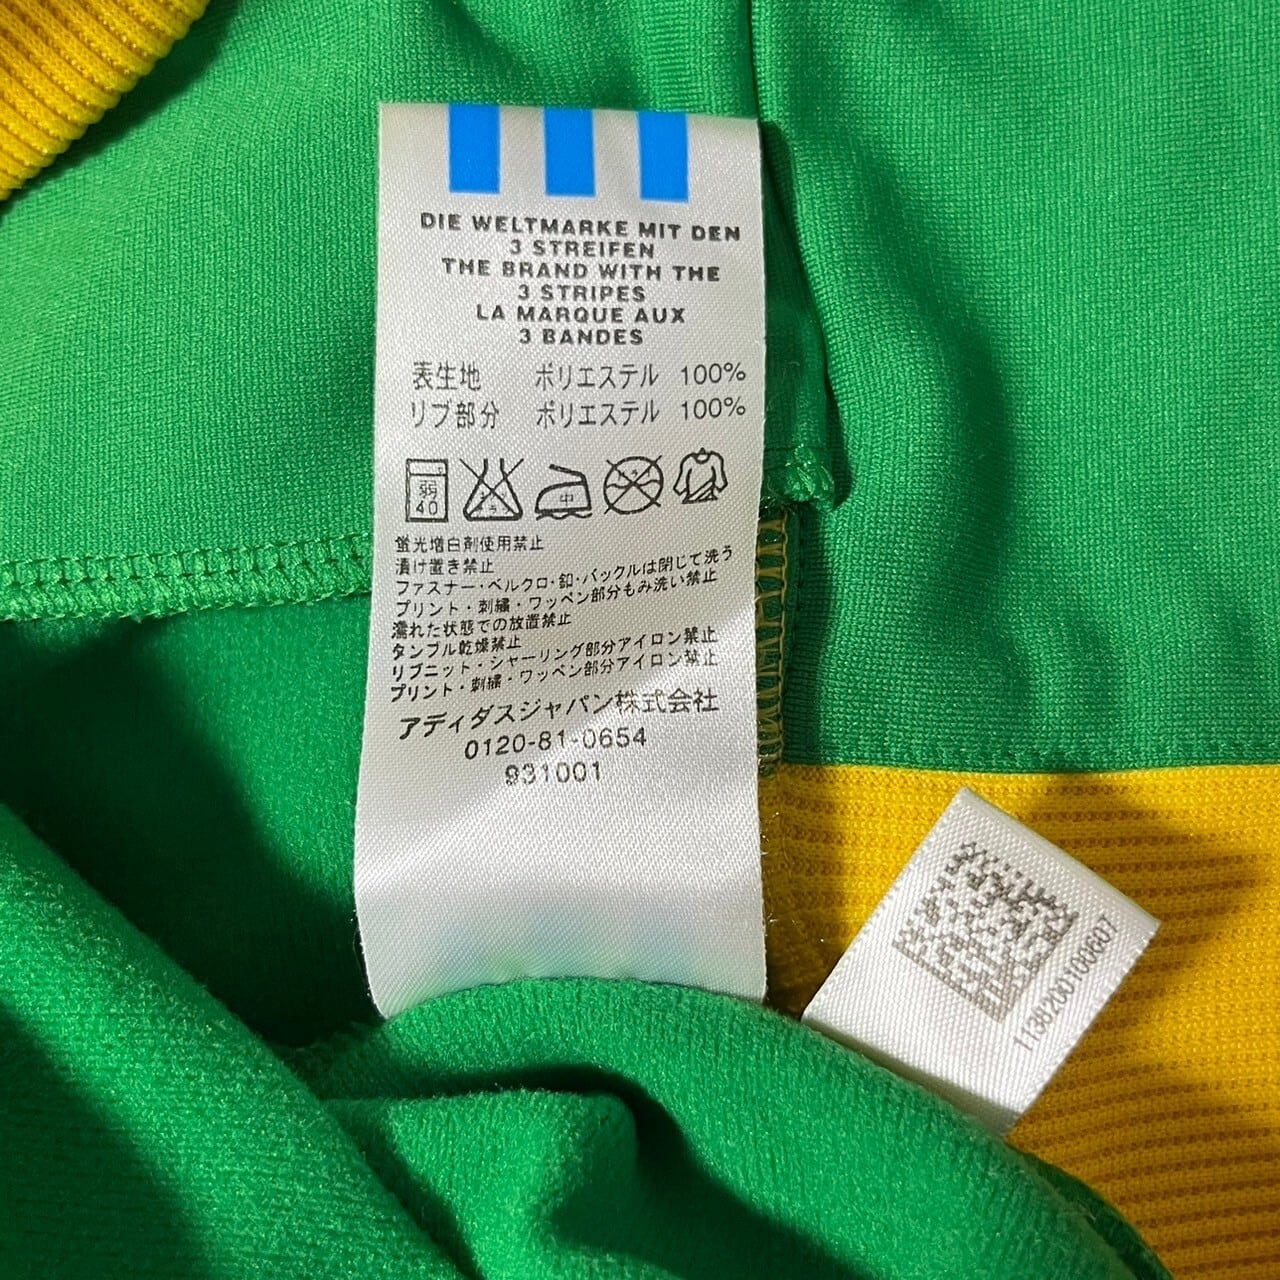 DIE WELTMARKE MIT DEN
3 STREIFEN
THE BRAND WITH THE
3 STRIPES
LA MARQUE AUX
3 BANDES
表生地 ポリエステル 100%
リブ部分 ポリエステル 100%
弱 中
40
蛍光増白剤使用禁止
漬け置き禁止
ファスナー・ベルクロ・釦・バックルは閉じて洗う
プリント・刺繍・ワッペン部分もみ洗い禁止
濡れた状態での放置禁止
タンブル乾燥禁止
リブニット・シャーリング部分アイロン禁止
プリント・刺繍・ワッペン部分アイロン禁止
アディダスジャパン株式会社
0120-81-0654
931001
1138200100607